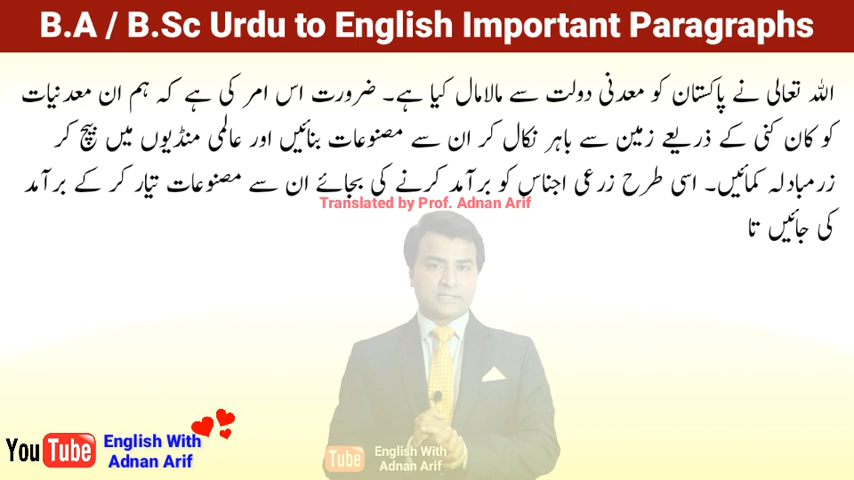 B.A / B.Sc Urdu to English Important Paragraphs
اللہ تعالی نے پاکستان کو معدنی دولت سے مالامال کیا ہے۔ ضرورت اس امر کی ہے کہ ہم ان معدنیات
کو کان کنی کے ذریعے زمین سے باہر نکال کر ان سے مصنوعات بنائیں اور عالمی منڈیوں میں بیچ کر
زرمبادلہ کمائیں۔ اسی طرح زرعی اجناس کو برآمد کرنے کی بجائے ان سے مصنوعات تیار کر کے برآمد
Translated by Prof. Adnan Arif
کی جائیں تا
YouTube
English With
Adnan Arif
Tube
English With
Adnan Arif